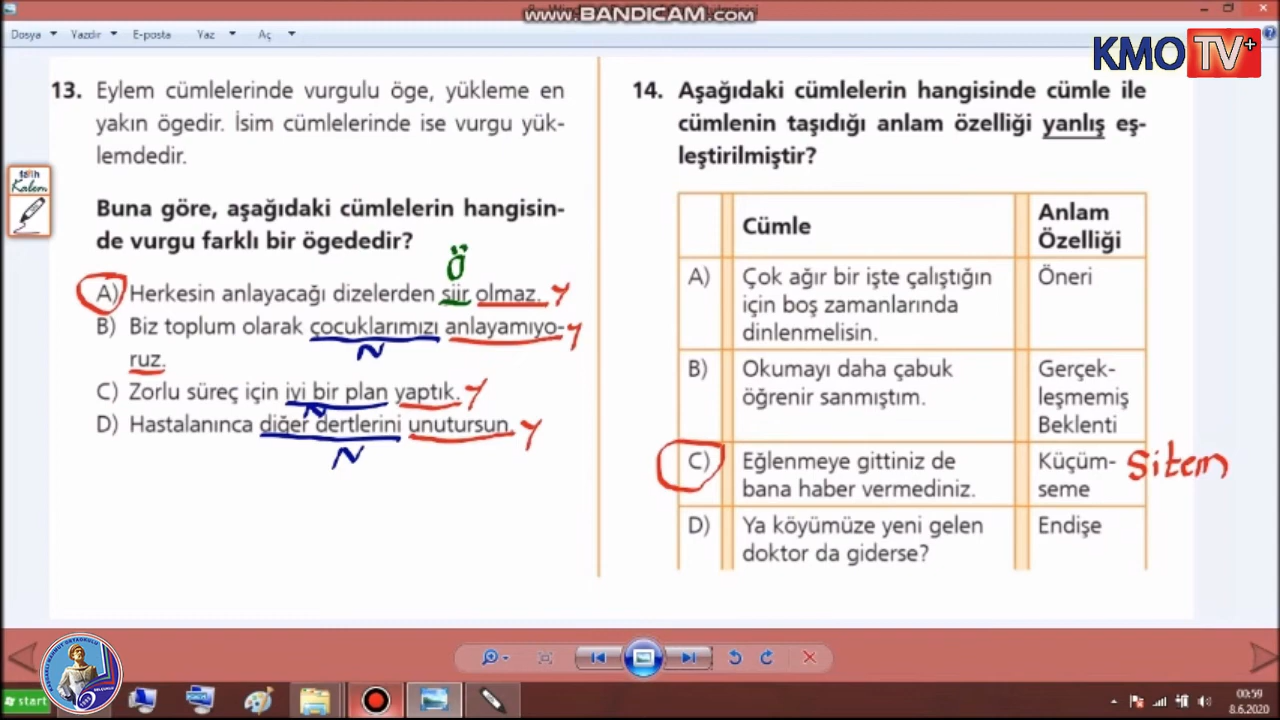 www.BANDICAM.com
Dosya Yazdır E-posta Yaz Aç
KMO TV+
13. Eylem cümlelerinde vurgulu öge, yükleme en
yakın ögedir. İsim cümlelerinde ise vurgu yük-
lemdedir.
Buna göre, aşağıdaki cümlelerin hangisin-
de vurgu farklı bir ögededir?
Ö
A) Herkesin anlayacağı dizelerden şiir olmaz. Y
B) Biz toplum olarak çocuklarımızı anlayamıyo- Y
N
ruz.
C) Zorlu süreç için iyi bir plan yaptık. Y
N
D) Hastalanınca diğer dertlerini unutursun. Y
N
14. Aşağıdaki cümlelerin hangisinde cümle ile
cümlenin taşıdığı anlam özelliği yanlış eş-
leştirilmiştir?
Cümle
Anlam
Özelliği
A) Çok ağır bir işte çalıştığın
için boş zamanlarında
dinlenmelisin.
Öneri
B) Okumayı daha çabuk
öğrenir sanmıştım.
Gerçek-
leşmemiş
Beklenti
C) Eğlenmeye gittiniz de
bana haber vermediniz.
Küçüm-
seme
Sitem
D) Ya köyümüze yeni gelen
doktor da giderse?
Endişe
fatih
Kalem
start
00:59
8.6.2020